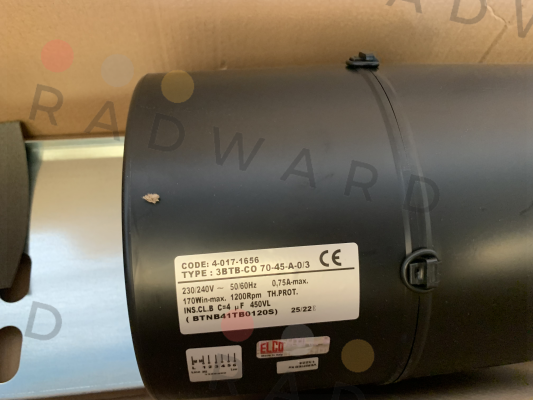 RADWARD
CODE: 4-017-1656
TYPE : 3BTB-CO 70-45-A-0/3
CE
230/240V ~ 50/60Hz 0,75A-max.
170Win-max. 1200Rpm TH.PROT.
INS.CL.B C=4 µF 450VL
( BTNB41TB0120S) 25/22
ELCO